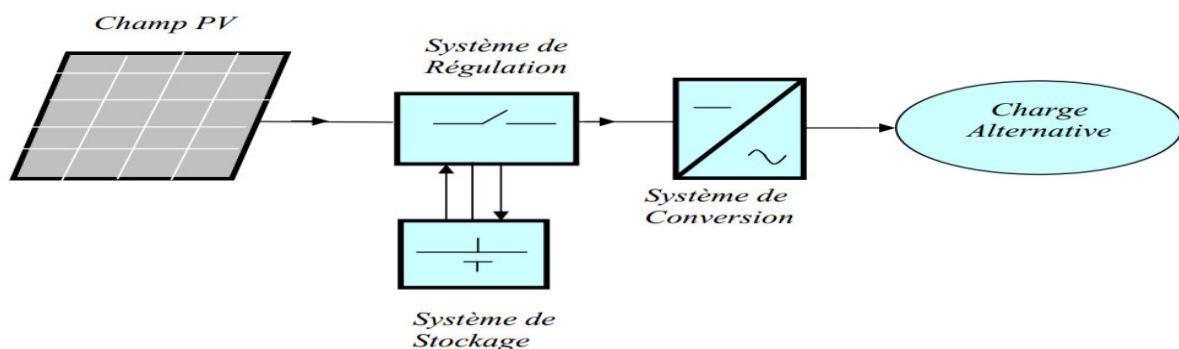 Champ PV
Système de
Régulation
Charge
Alternative
Système de
Conversion
Système de
Stockage